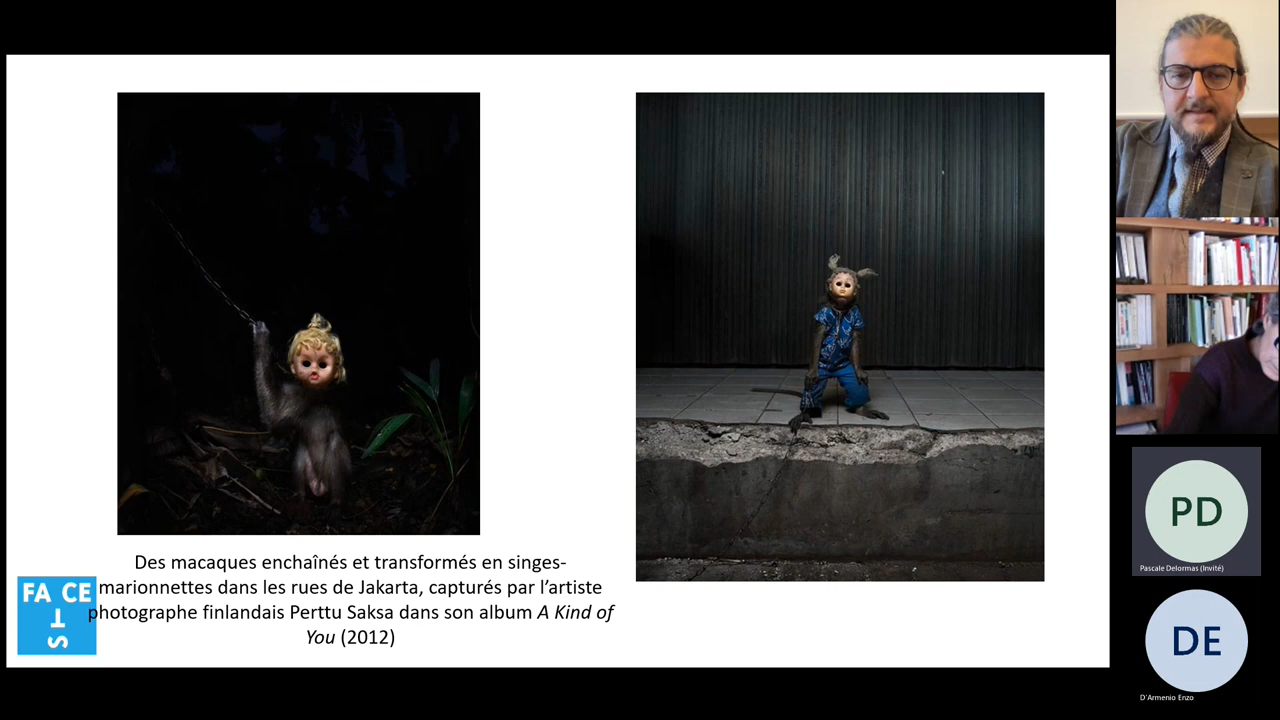 Des macaques enchaînés et transformés en singes-
marionnettes dans les rues de Jakarta, capturés par l’artiste
photographe finlandais Perttu Saksa dans son album A Kind of
You (2012)
FA CE
T
S
PD
Pascale Delormas (Invité)
DE
D'Armenio Enzo